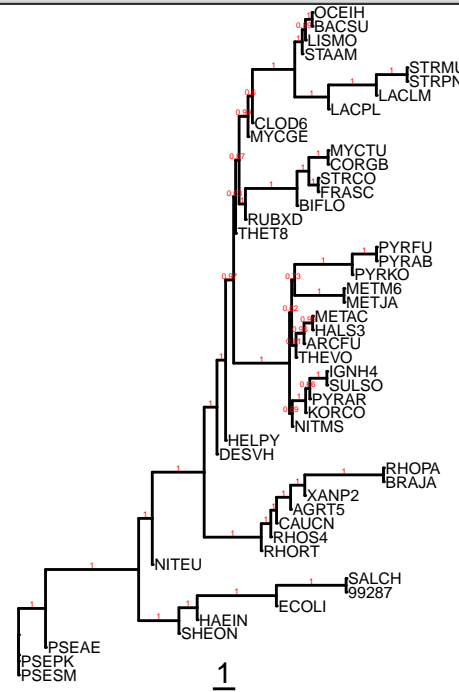 OCEIH
BACSU
LISMO
STAAM
STRMU
STRPN
LACLM
LACPL
CLOD6
MYCGE
MYCTU
CORGB
STRCO
FRASC
BIFLO
RUBXD
THET8
PYRFU
PYRAB
PYRKO
METM6
METJA
METAC
HALS3
ARCFU
THEVO
IGNH4
SULSO
PYRAR
KORCO
NITMS
HELPY
DESVH
RHOPA
BRAJA
XANP2
AGRT5
CAUCN
RHOS4
RHORT
NITEU
SALCH
99287
ECOLI
HAEIN
SHEON
PSEAE
PSEPK
PSESM
1